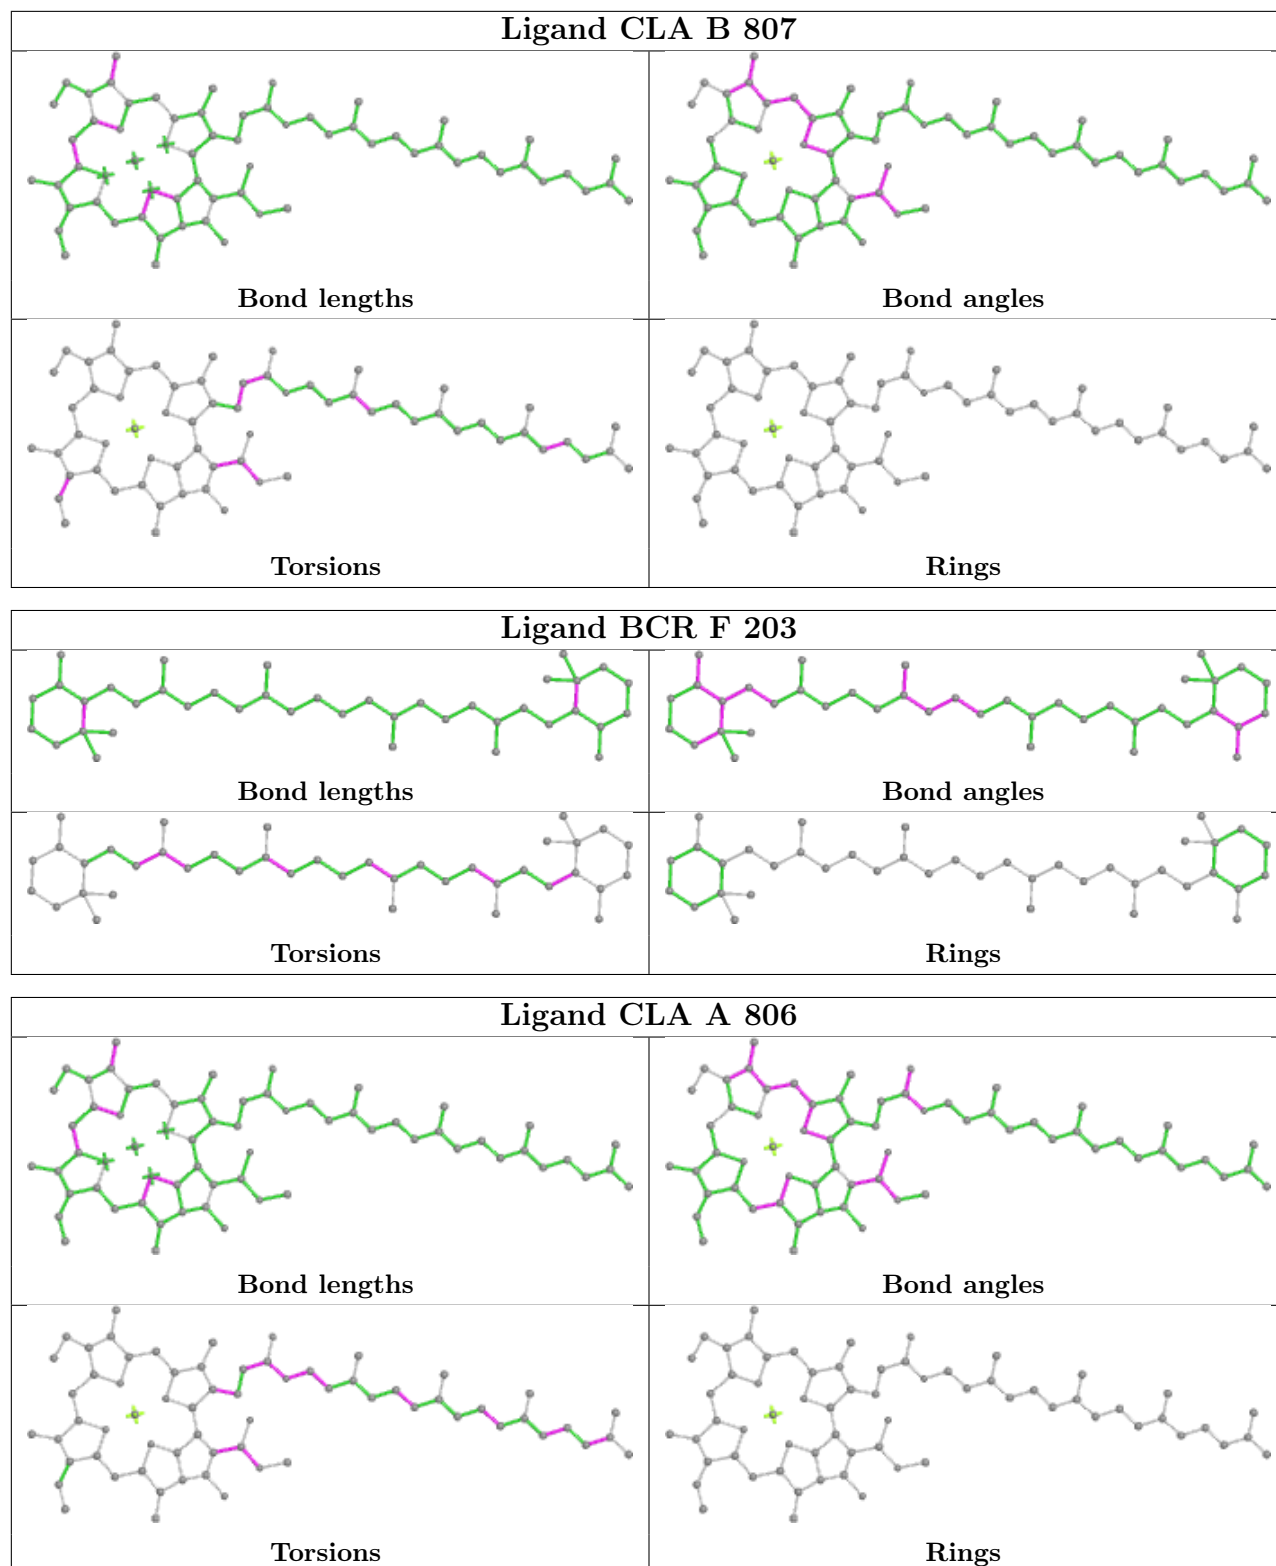 Ligand CLA B 807
Bond lengths
Bond angles
Torsions
Rings
Ligand BCR F 203
Bond lengths
Bond angles
Torsions
Rings
Ligand CLA A 806
Bond lengths
Bond angles
Torsions
Rings